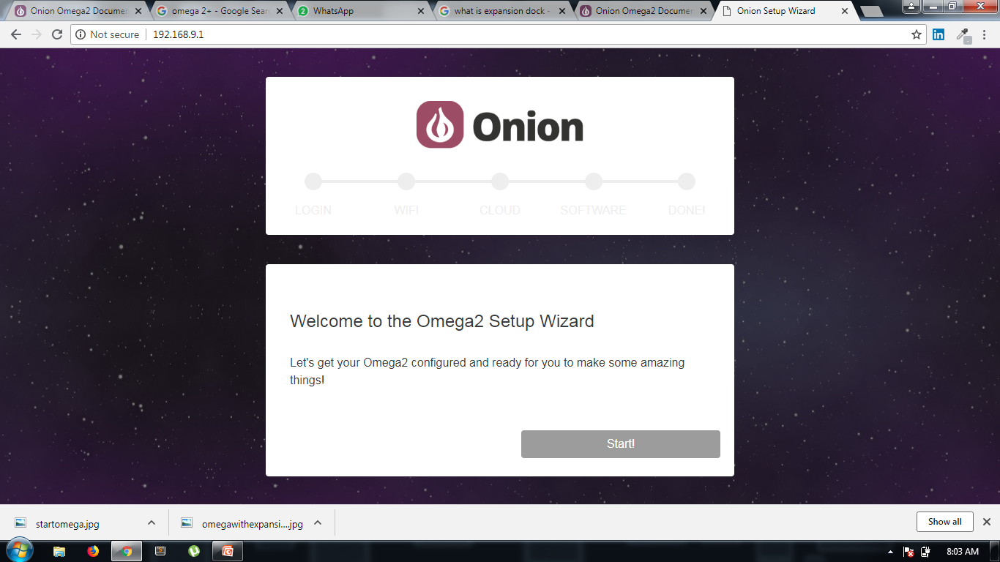 Onion Omega2 Documen
omega 2+ - Google Sear
2 WhatsApp
what is expansion dock -
Onion Omega2 Documen
Onion Setup Wizard
Not secure
192.168.9.1
in
Onion
LOGIN
WIFI
CLOUD
SOFTWARE
DONE!
Welcome to the Omega2 Setup Wizard
Let's get your Omega2 configured and ready for you to make some amazing
things!
Start!
startomega.jpg
omegawithexpansi....jpg
Show all
8:03 AM